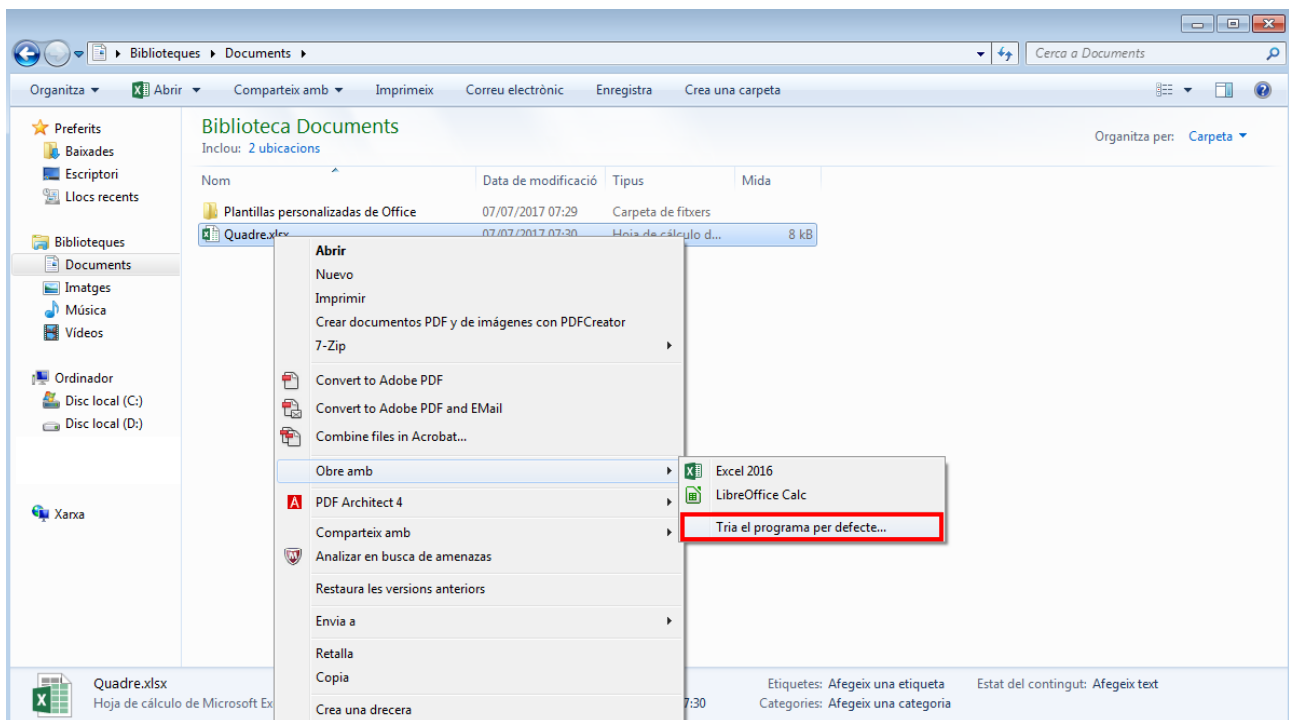 Biblioteques Documents
Cerca a Documents
Organitza Abrir Comparteix amb Imprimeix Correu electrònic Enregistra Crea una carpeta
Preferits
Baixades
Escriptori
Llocs recents
Biblioteques
Documents
Imatges
Música
Vídeos
Ordinador
Disc local (C:)
Disc local (D:)
Xarxa
Biblioteca Documents
Inclou: 2 ubicacions
Organitza per: Carpeta
Nom Data de modificació Tipus Mida
Plantillas personalizadas de Office 07/07/2017 07:29 Carpeta de fitxers
Quadre.xlsx 07/07/2017 07:30 Hoja de cálculo d... 8 kB
Abrir
Nuevo
Imprimir
Crear documentos PDF y de imágenes con PDFCreator
7-Zip
Convert to Adobe PDF
Convert to Adobe PDF and EMail
Combine files in Acrobat...
Obre amb
PDF Architect 4
Comparteix amb
Analizar en busca de amenazas
Restaura les versions anteriors
Envia a
Retalla
Copia
Crea una drecera
Excel 2016
LibreOffice Calc
Tria el programa per defecte...
Quadre.xlsx
Hoja de cálculo de Microsoft Ex
7:30
Etiquetes: Afegeix una etiqueta
Categories: Afegeix una categoria
Estat del contingut: Afegeix text